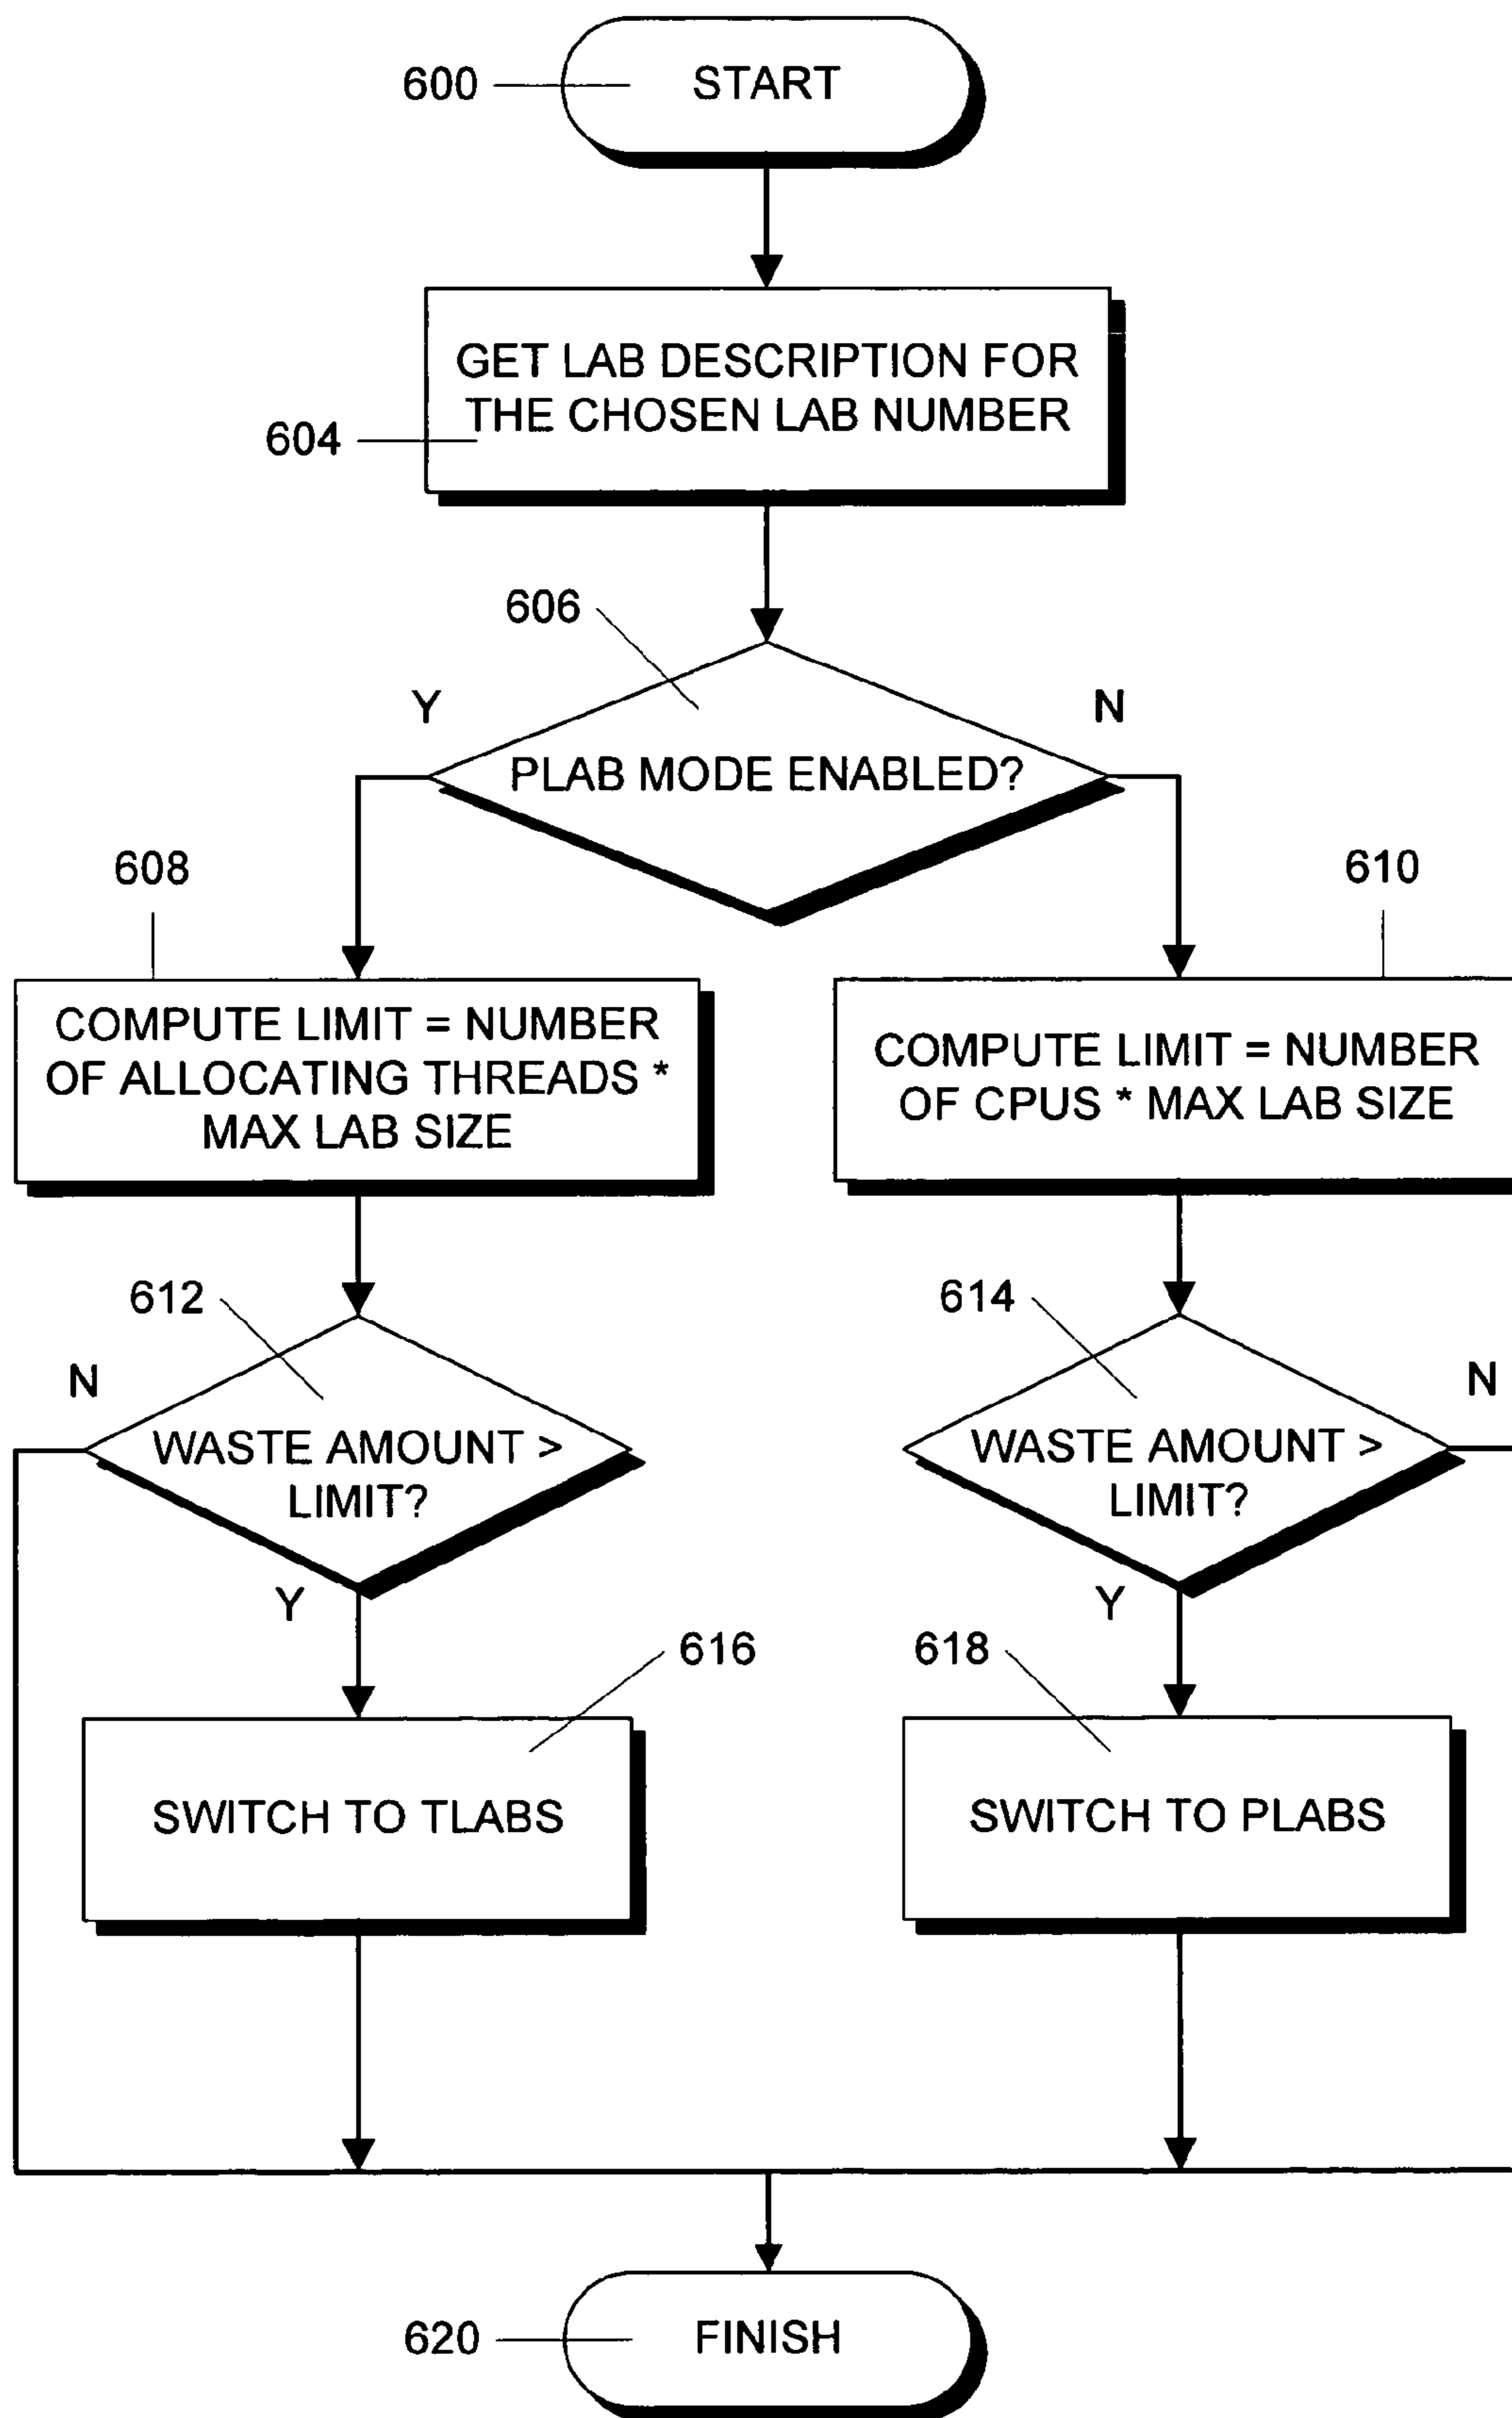 600
START
GET LAB DESCRIPTION FOR
THE CHOSEN LAB NUMBER
604
606
Y
N
PLAB MODE ENABLED?
608
610
COMPUTE LIMIT = NUMBER
OF ALLOCATING THREADS *
MAX LAB SIZE
COMPUTE LIMIT = NUMBER
OF CPUS * MAX LAB SIZE
612
614
N
N
WASTE AMOUNT >
LIMIT?
WASTE AMOUNT >
LIMIT?
Y
Y
616
618
SWITCH TO TLABS
SWITCH TO PLABS
620
FINISH